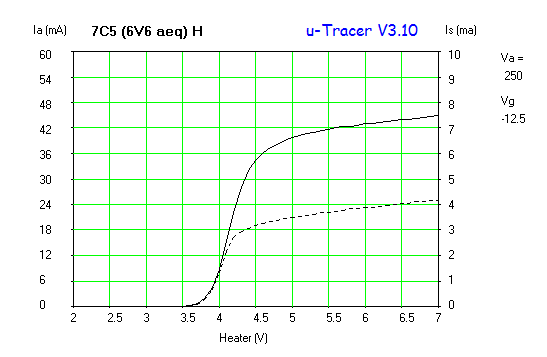 Ia (mA) 7C5 (6V6 aeq) H u-Tracer V3.10 Is (ma)
60 10 Va =
54 9 250
48 8 Vg
42 7 -12.5
36 6
30 5
24 4
18 3
12 2
6 1
0 0
2 2.5 3 3.5 4 4.5 5 5.5 6 6.5 7
Heater (V)